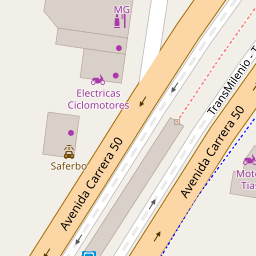 MG
Electricas
Ciclomotores
TransMilenio - T
Avenida Carrera 50
Saferbo
Avenida Carrera 50
Moto
Tias